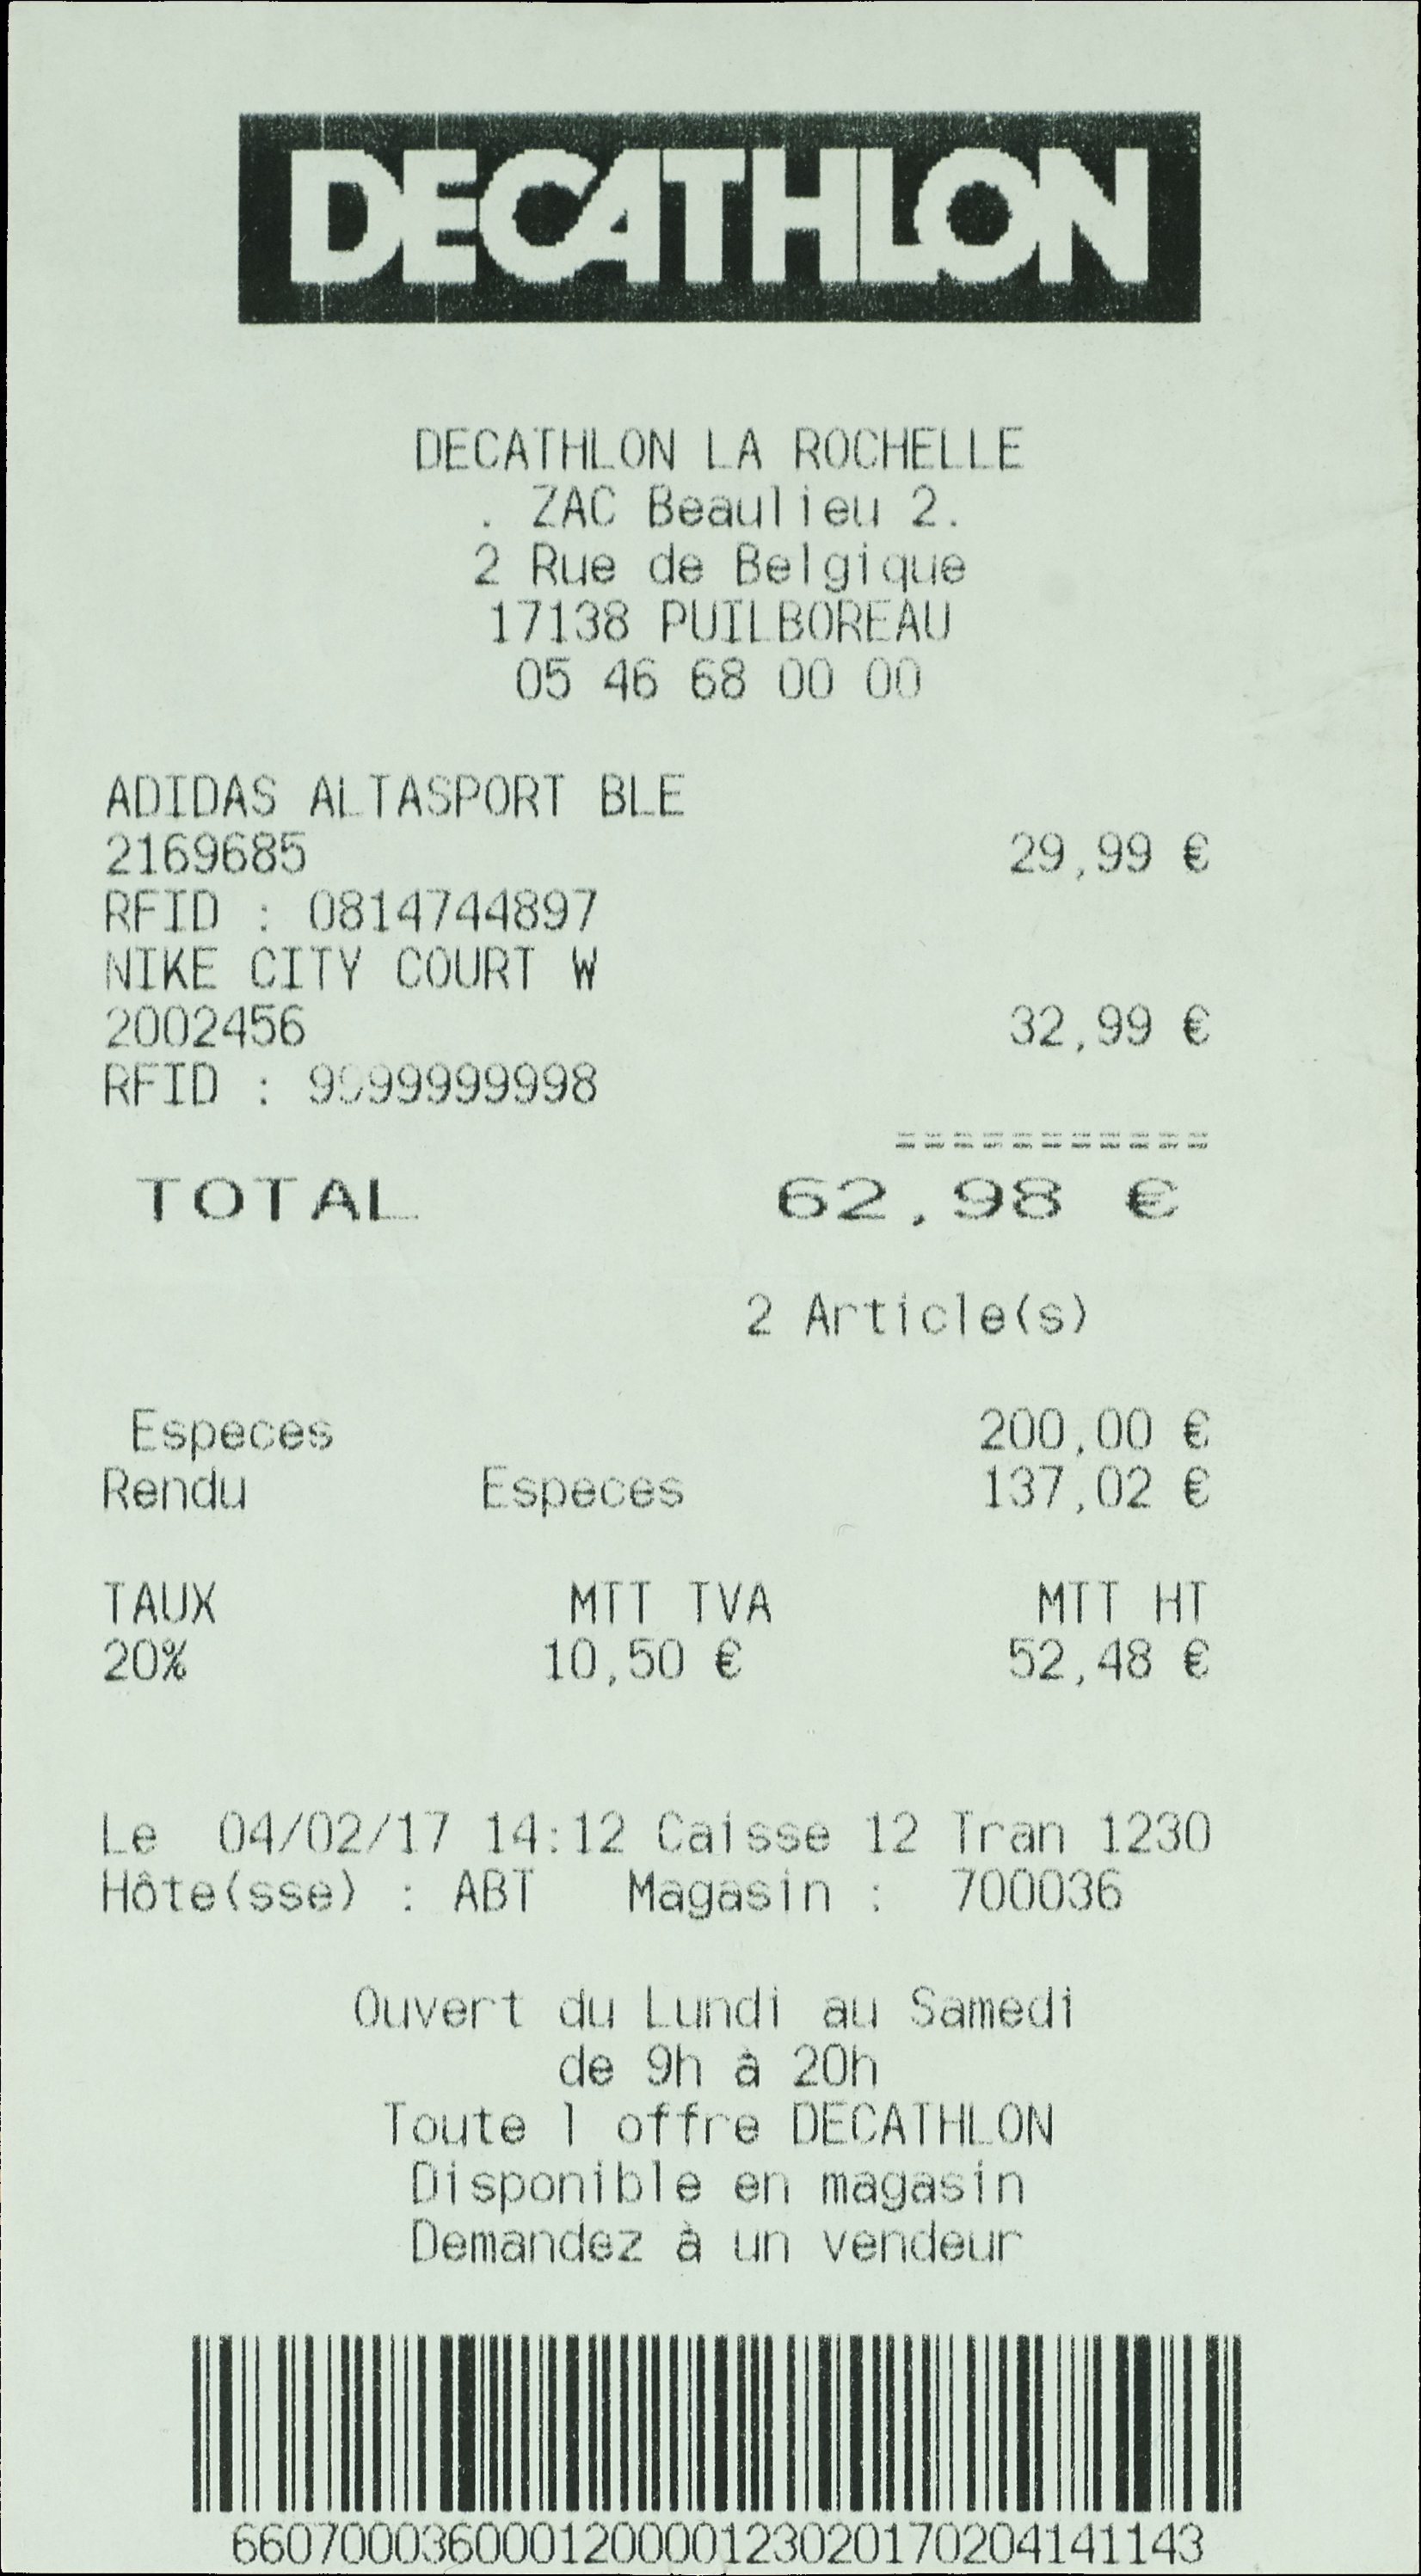 DECATHLON
DECATHLON LA ROCHELLE
. ZAC Beaulieu 2.
2 Rue de Belgique
17138 PUILBOREAU
05 46 68 00 00
ADIDAS ALTASPORT BLE
2169685 29,99 €
RFID : 0814744897
NIKE CITY COURT W
2002456 32,99 €
RFID : 9999999998
===========
TOTAL 62,98 €
2 Article(s)
Especes 200,00 €
Rendu Especes 137,02 €
TAUX MTT TVA MTT HT
20% 10,50 € 52,48 €
Le 04/02/17 14:12 Caisse 12 Tran 1230
Hôte(sse) : ABT Magasin : 700036
Ouvert du Lundi au Samedi
de 9h à 20h
Toute l offre DECATHLON
Disponible en magasin
Demandez à un vendeur
660700036000120000123020170204141143